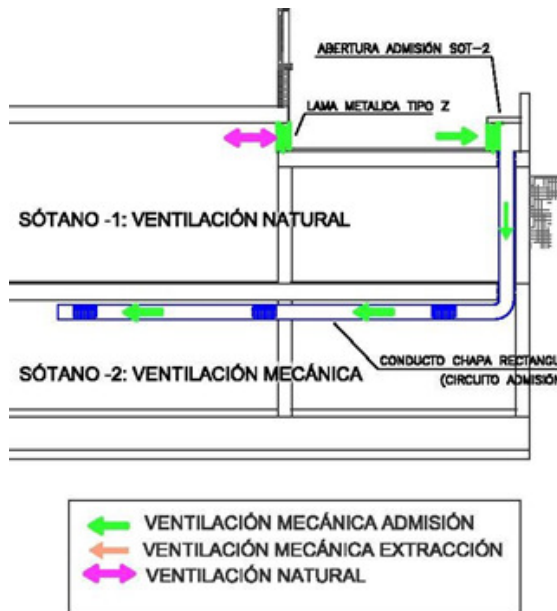 ABERTURA ADMISIÓN SOT-2
LAMA METALICA TIPO Z
SÓTANO -1: VENTILACIÓN NATURAL
CONDUCTO CHAPA RECTANGU
(CIRCUITO ADMISIÓN
SÓTANO -2: VENTILACIÓN MECÁNICA
VENTILACIÓN MECÁNICA ADMISIÓN
VENTILACIÓN MECÁNICA EXTRACCIÓN
VENTILACIÓN NATURAL